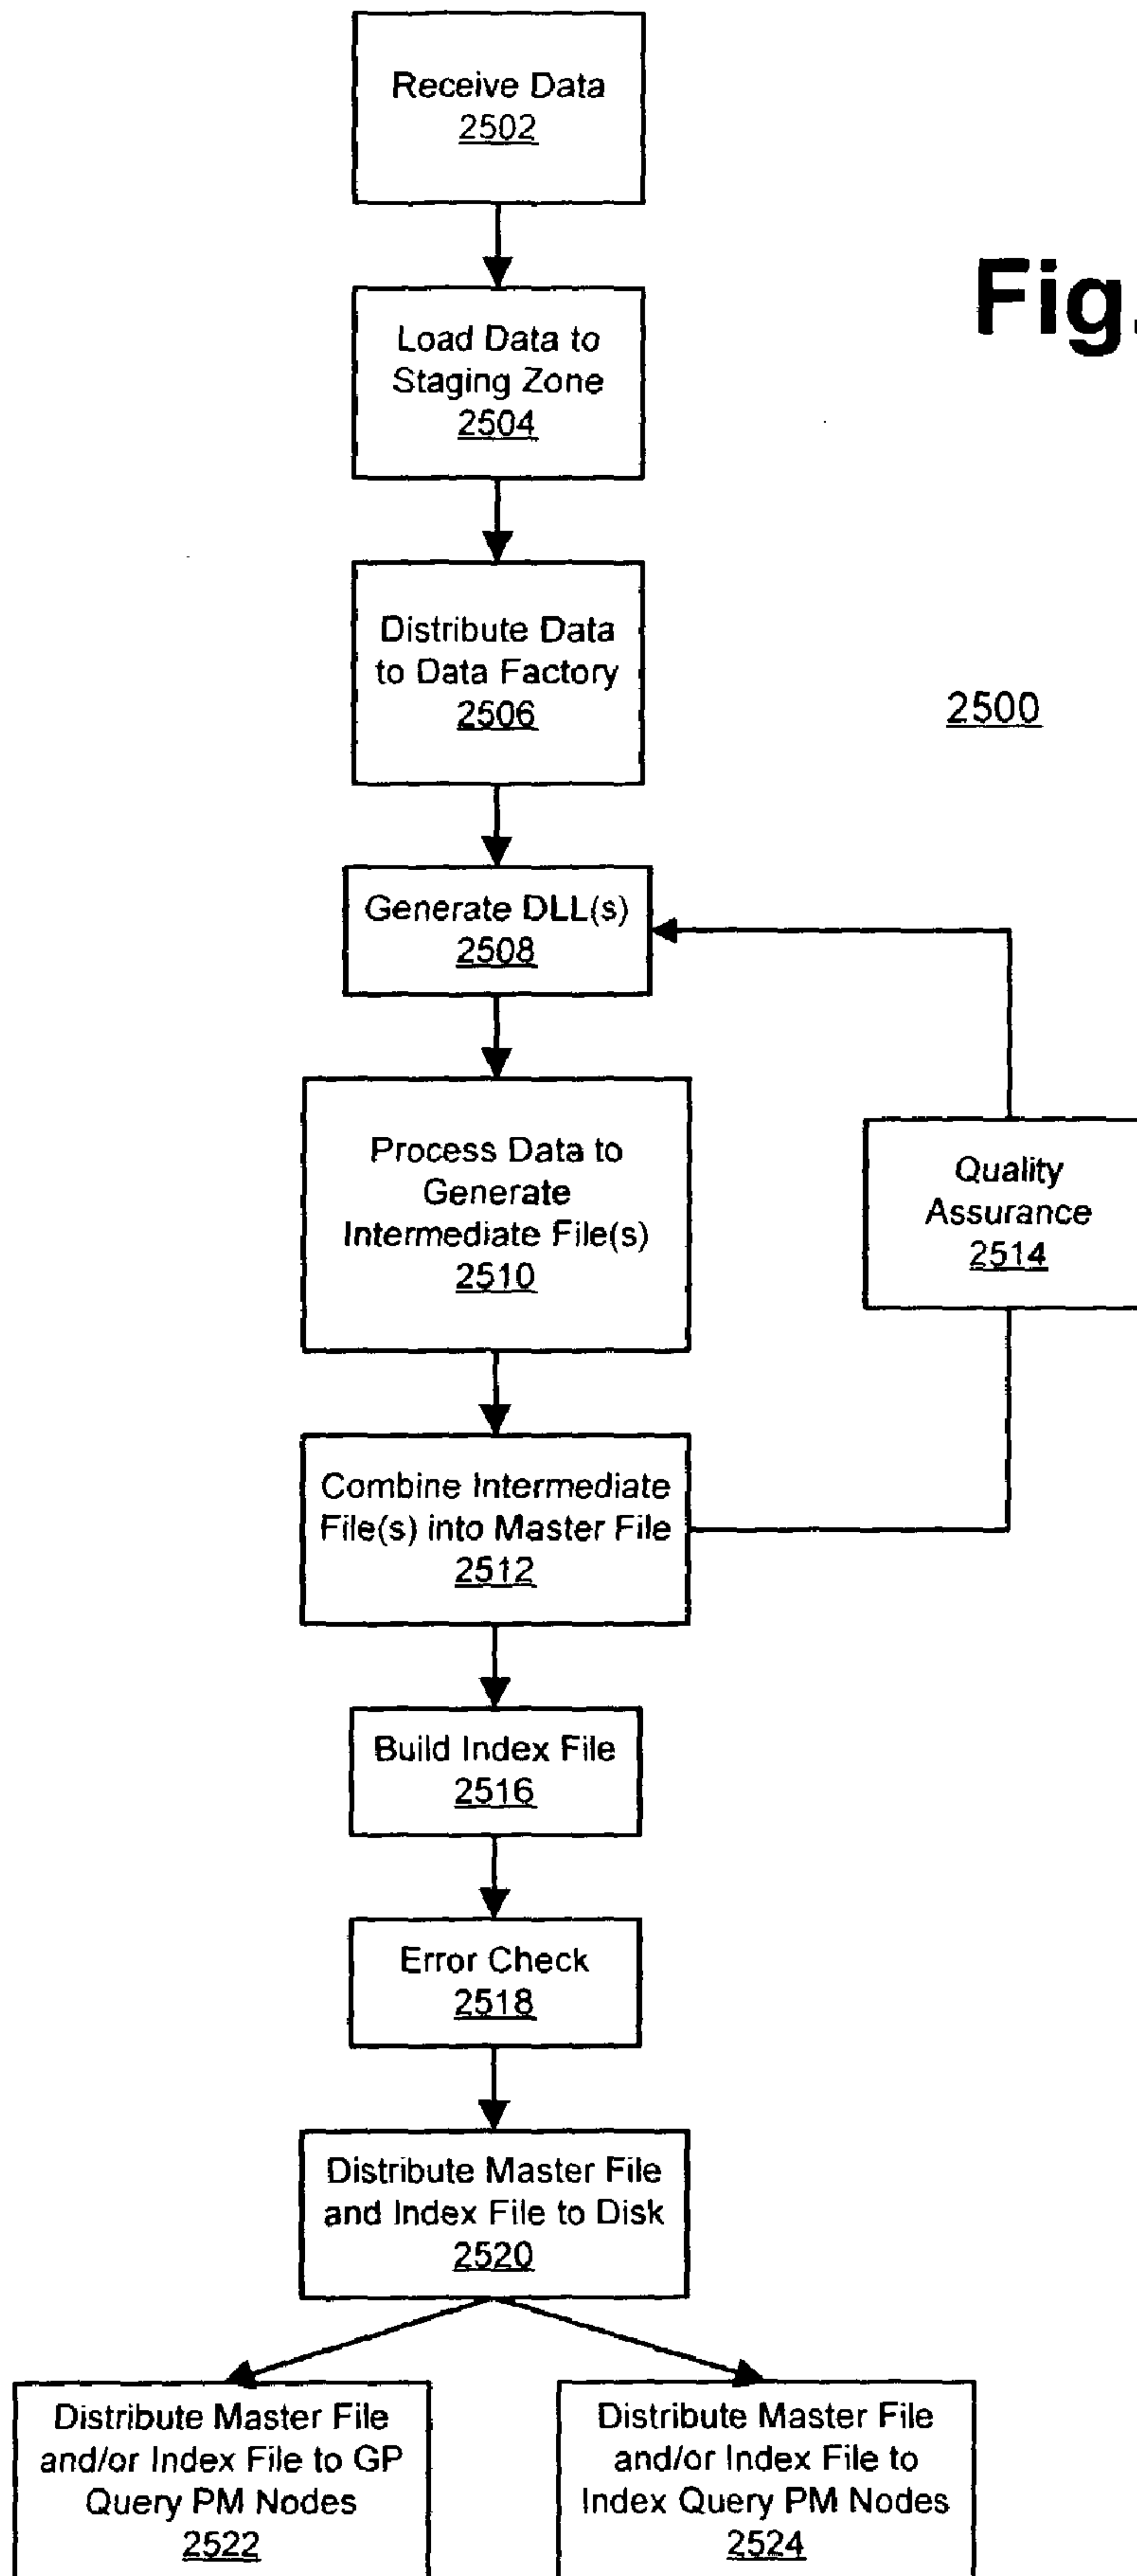 Receive Data
2502
Fig.
Load Data to
Staging Zone
2504
Distribute Data
to Data Factory
2506
2500
Generate DLL(s)
2508
Process Data to
Generate
Intermediate File(s)
2510
Quality
Assurance
2514
Combine Intermediate
File(s) into Master File
2512
Build Index File
2516
Error Check
2518
Distribute Master File
and Index File to Disk
2520
Distribute Master File
and/or Index File to GP
Query PM Nodes
2522
Distribute Master File
and/or Index File to
Index Query PM Nodes
2524